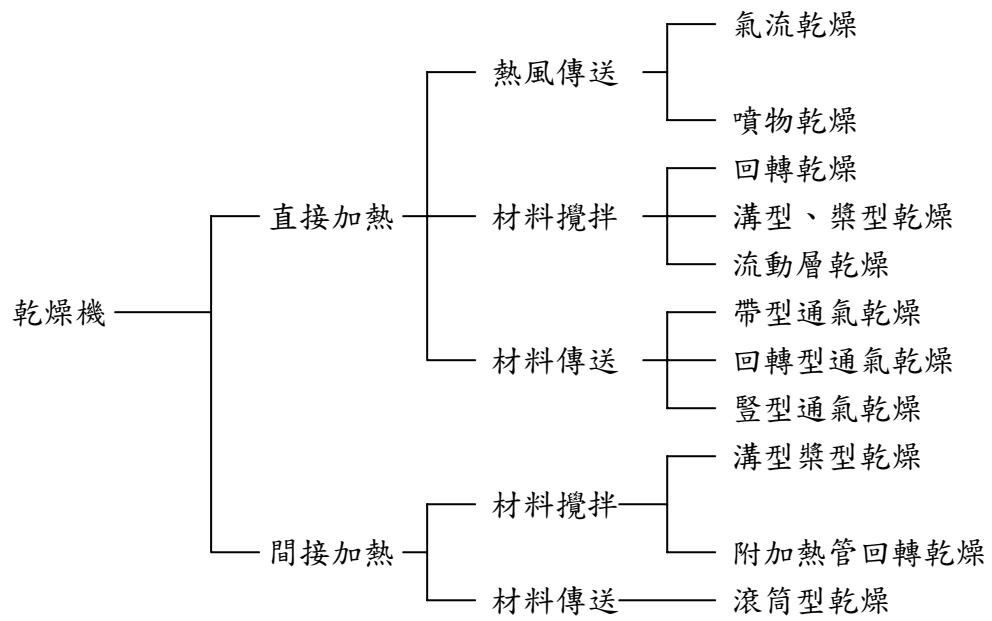 乾燥機
直接加熱
熱風傳送
氣流乾燥
噴物乾燥
材料攪拌
回轉乾燥
溝型、槳型乾燥
流動層乾燥
材料傳送
帶型通氣乾燥
回轉型通氣乾燥
豎型通氣乾燥
間接加熱
材料攪拌
溝型槳型乾燥
附加熱管回轉乾燥
材料傳送
滾筒型乾燥